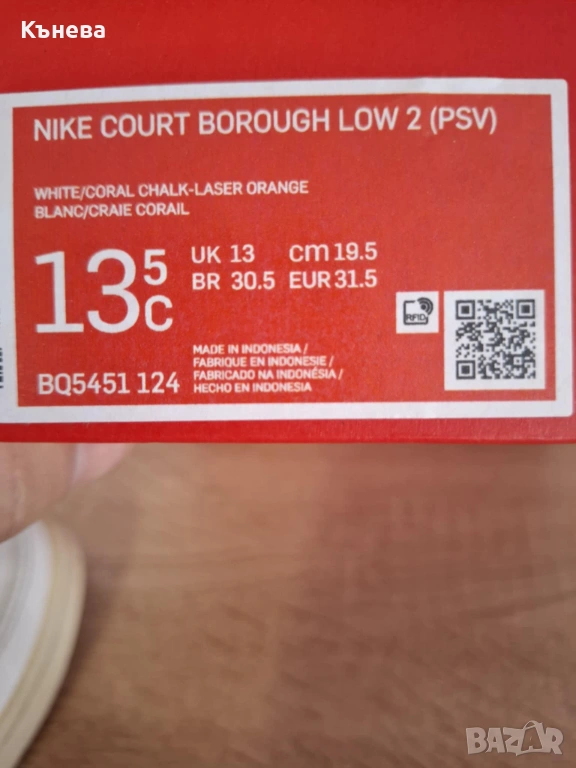 Кънева
NIKE COURT BOROUGH LOW 2 (PSV)
WHITE/CORAL CHALK-LASER ORANGE
BLANC/CRAIE CORAIL
13 5 C
UK 13 cm 19.5
BR 30.5 EUR 31.5
RFID
BQ5451 124
MADE IN INDONESIA /
FABRIQUE EN INDONESIE /
FABRICADO NA INDONÉSIA /
HECHO EN INDONESIA
BAZAR